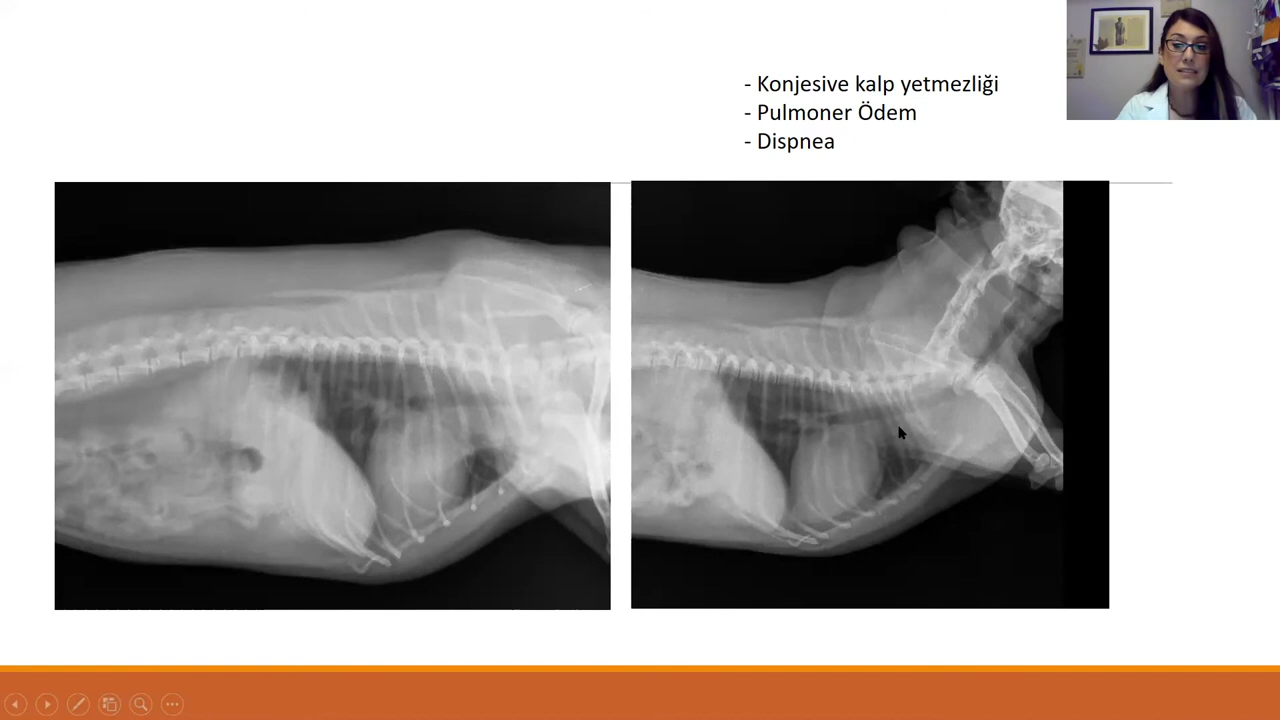 - Konjesive kalp yetmezliği
- Pulmoner Ödem
- Dispnea